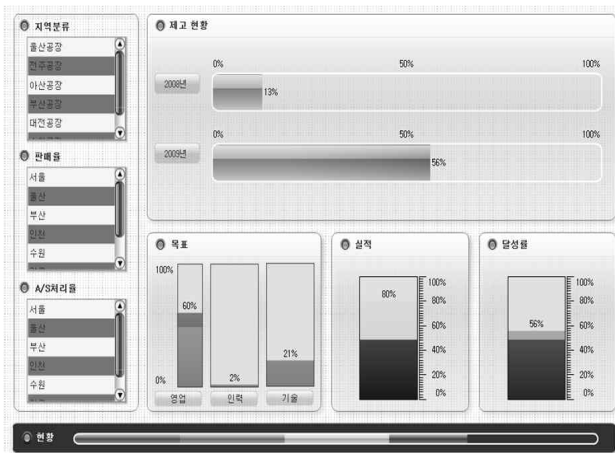 지역분류
울산공장
전주공장
아산공장
부산공장
대전공장
판매율
서울
울산
부산
인천
수원
A/S처리율
서울
울산
부산
인천
수원
제고 현황
0% 50% 100%
2008년
13%
0% 50% 100%
2009년
56%
목표
100%
60%
2%
21%
0%
영업 인력 기술
실적
80%
100%
80%
60%
40%
20%
0%
달성률
56%
100%
80%
60%
40%
20%
0%
현황